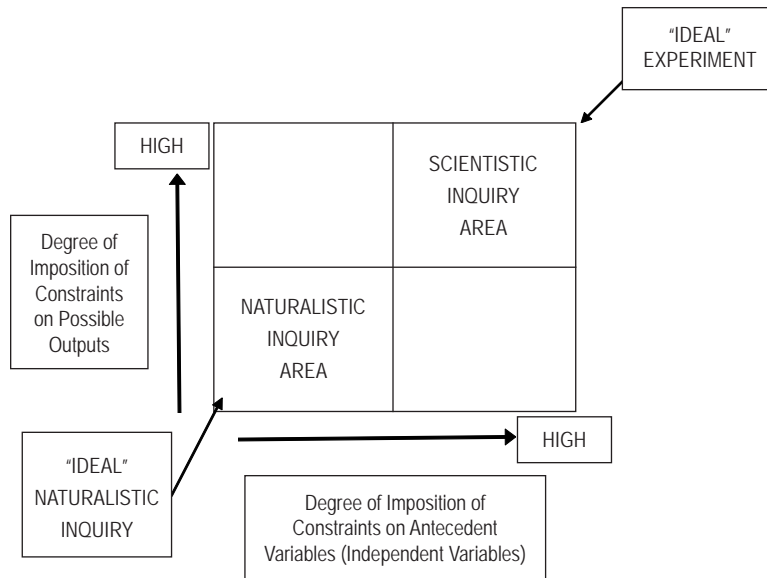 “IDEAL”
EXPERIMENT
HIGH
SCIENTISTIC
INQUIRY
AREA
Degree of
Imposition of
Constraints
on Possible
Outputs
NATURALISTIC
INQUIRY
AREA
HIGH
“IDEAL”
NATURALISTIC
INQUIRY
Degree of Imposition of
Constraints on Antecedent
Variables (Independent Variables)